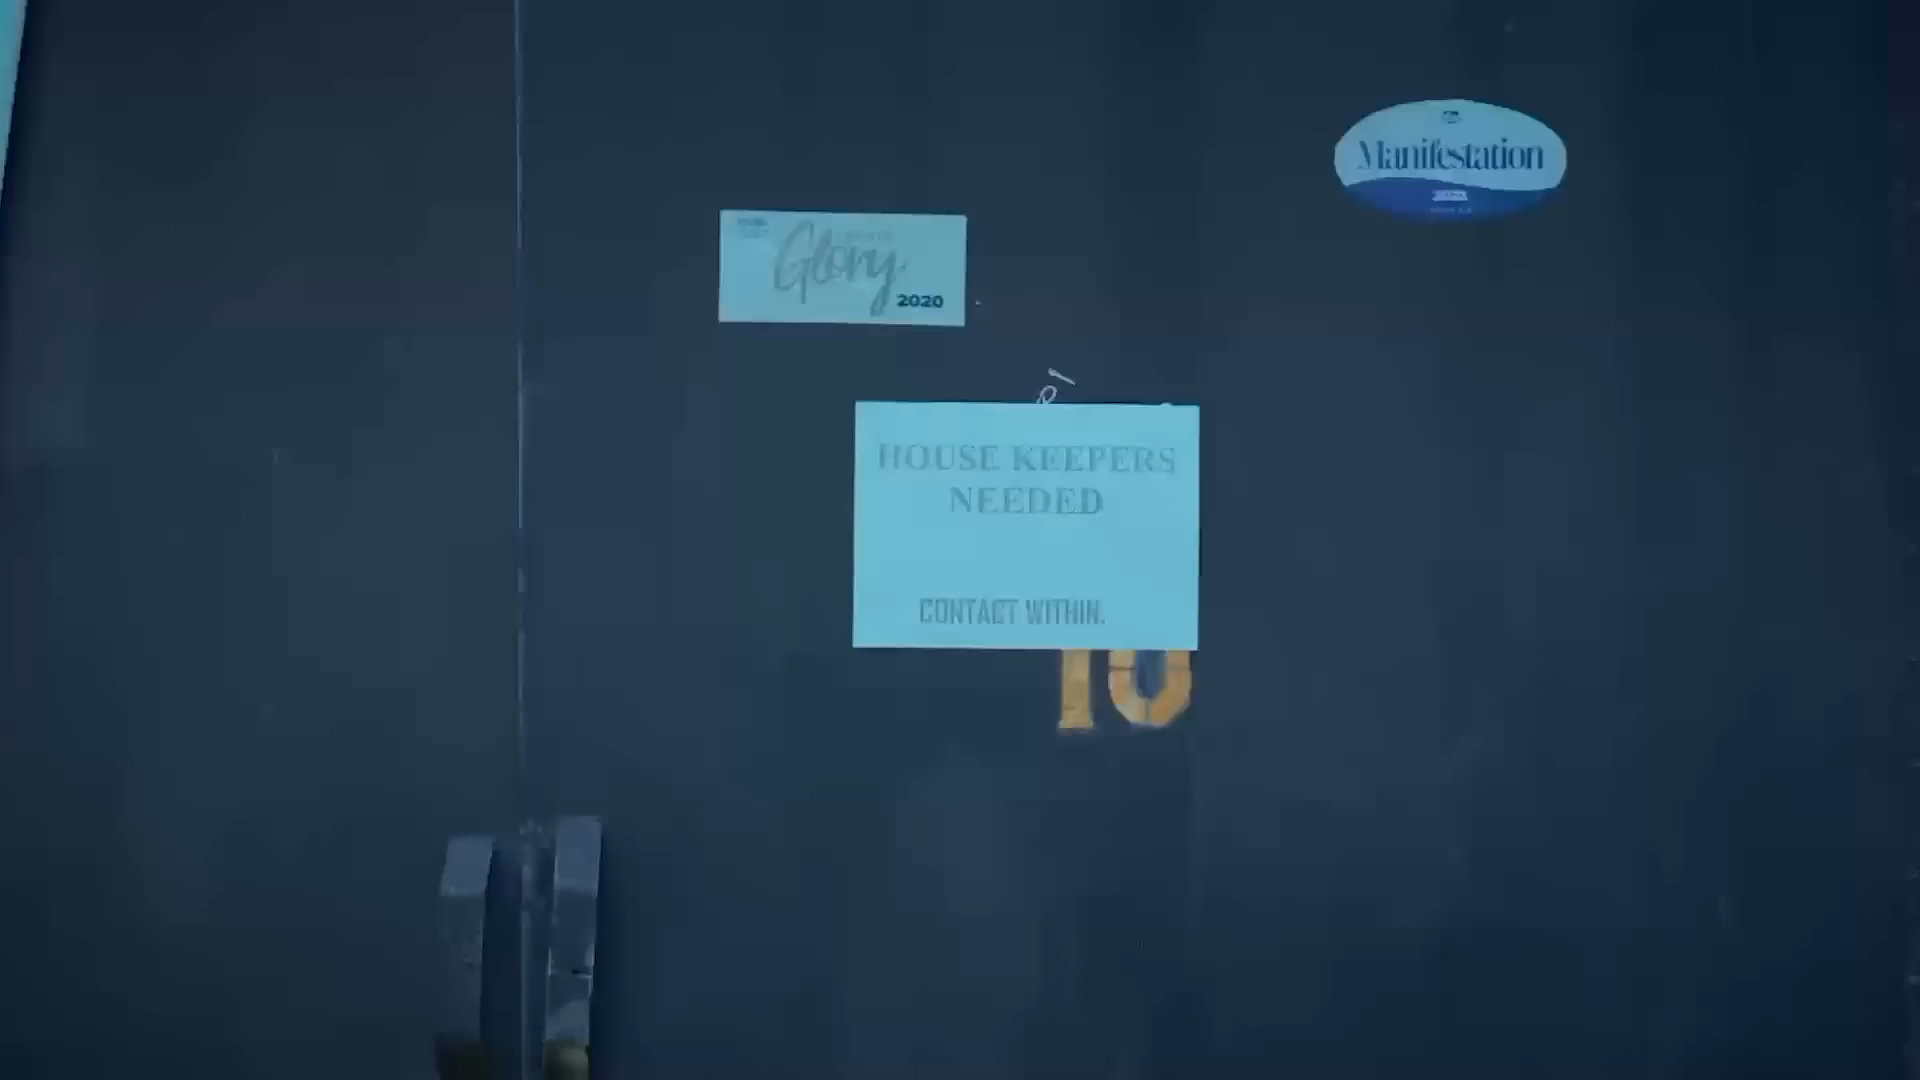 Manifestation
Glory
2020
HOUSE KEEPERS
NEEDED
CONTACT WITHIN.
10